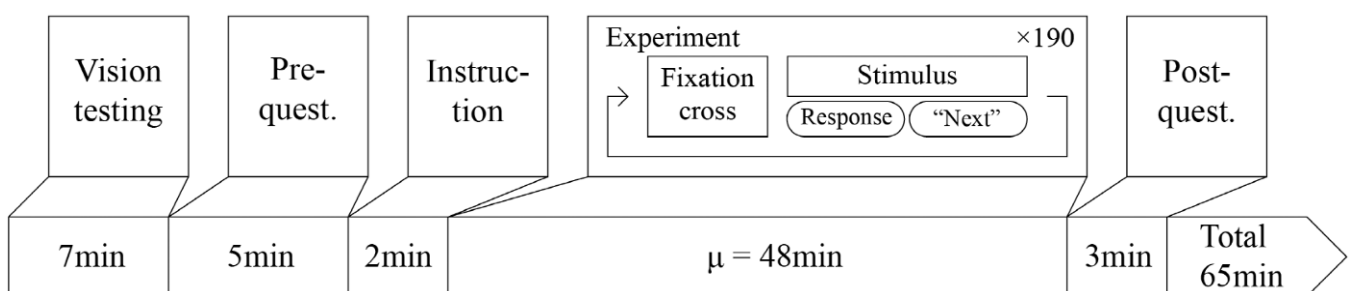 Vision
testing
Pre-
quest.
Instruc-
tion
Experiment
×190
Fixation
cross
Stimulus
Response
“Next”
Post-
quest.
7min
5min
2min
μ = 48min
3min
Total
65min